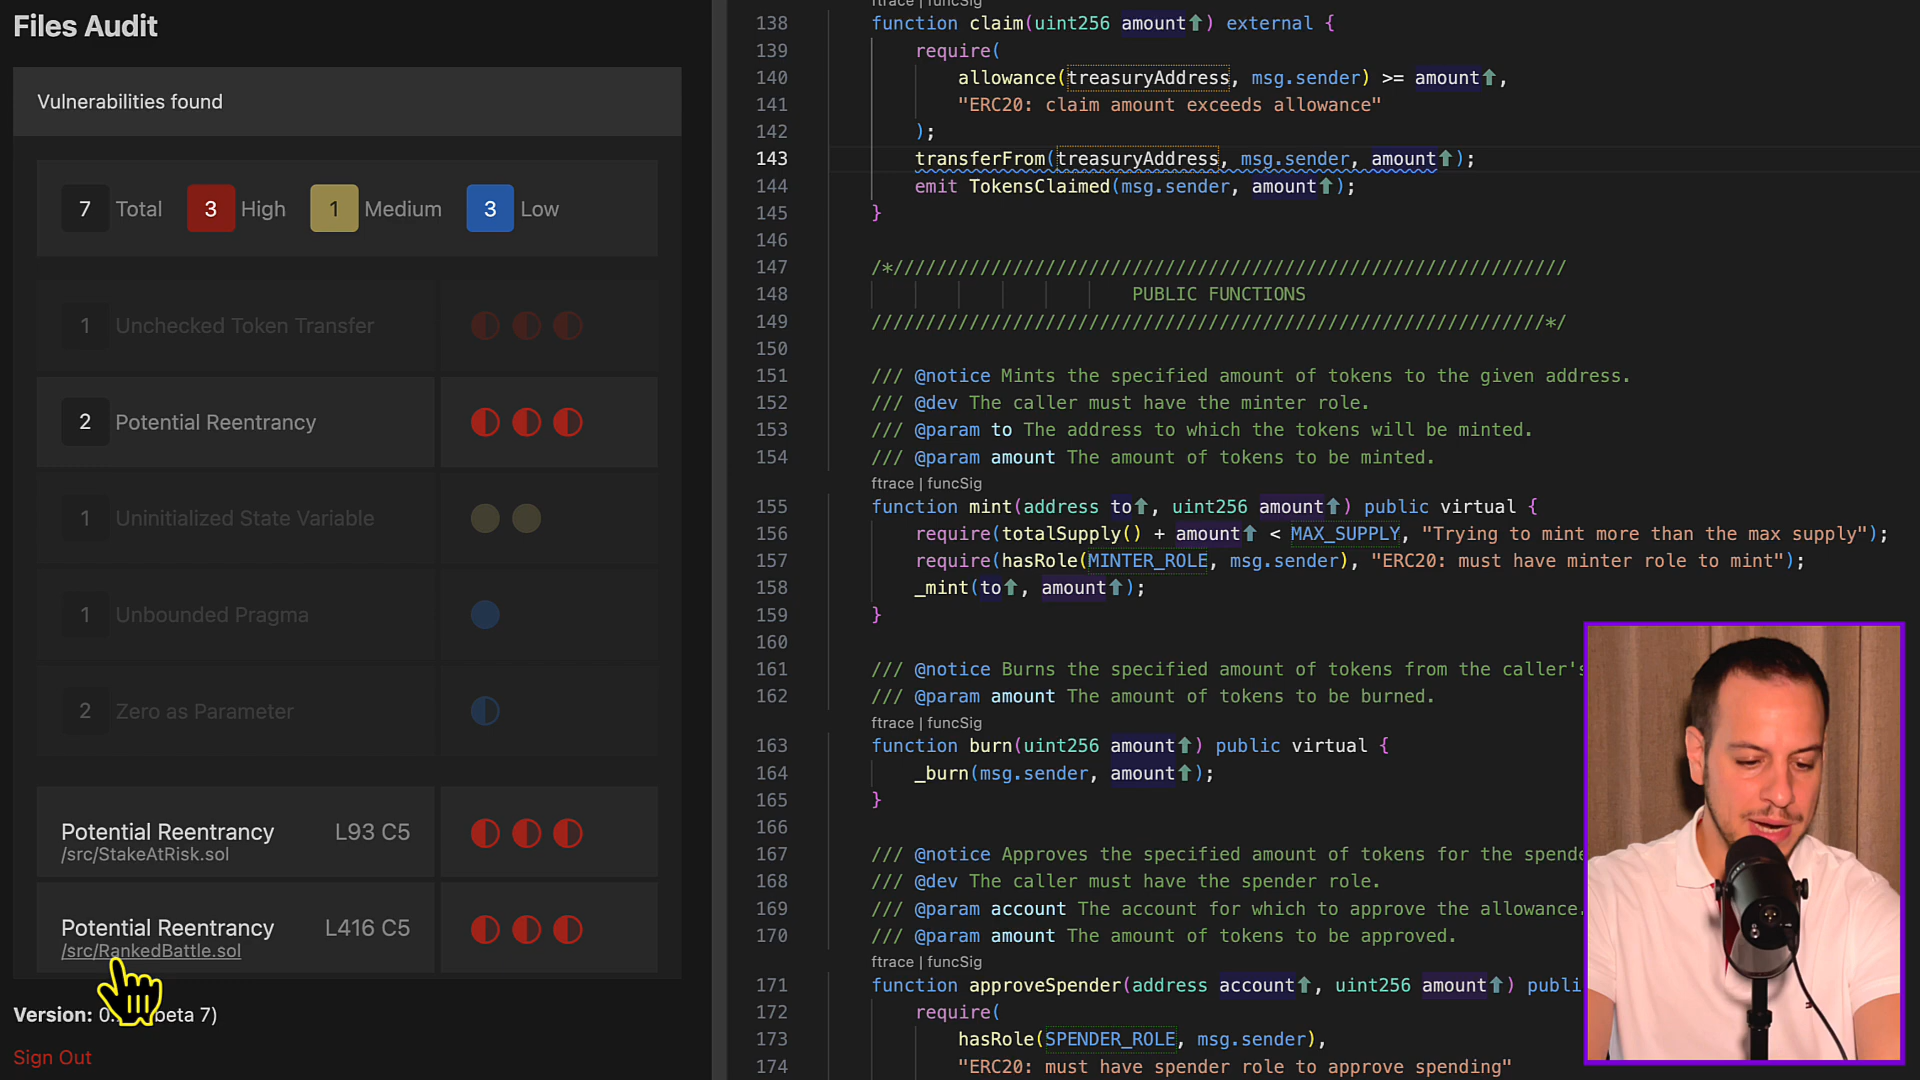 Files Audit
Vulnerabilities found
7 Total 3 High 1 Medium 3 Low
1 Unchecked Token Transfer
2 Potential Reentrancy
1 Uninitialized State Variable
1 Unbounded Pragma
2 Zero as Parameter
Potential Reentrancy L93 C5
/src/StakeAtRisk.sol
Potential Reentrancy L416 C5
/src/RankedBattle.sol
Version: 0. beta 7)
Sign Out
ftrace | funcSig
138 function claim(uint256 amount⬆) external {
139 require(
140 allowance(treasuryAddress, msg.sender) >= amount⬆,
141 "ERC20: claim amount exceeds allowance"
142 );
143 transferFrom(treasuryAddress, msg.sender, amount⬆);
144 emit TokensClaimed(msg.sender, amount⬆);
145 }
146
147 /*//////////////////////////////////////////////////////////////
148 PUBLIC FUNCTIONS
149 //////////////////////////////////////////////////////////////*/
150
151 /// @notice Mints the specified amount of tokens to the given address.
152 /// @dev The caller must have the minter role.
153 /// @param to The address to which the tokens will be minted.
154 /// @param amount The amount of tokens to be minted.
ftrace | funcSig
155 function mint(address to⬆, uint256 amount⬆) public virtual {
156 require(totalSupply() + amount⬆ < MAX_SUPPLY, "Trying to mint more than the max supply");
157 require(hasRole(MINTER_ROLE, msg.sender), "ERC20: must have minter role to mint");
158 _mint(to⬆, amount⬆);
159 }
160
161 /// @notice Burns the specified amount of tokens from the caller's
162 /// @param amount The amount of tokens to be burned.
ftrace | funcSig
163 function burn(uint256 amount⬆) public virtual {
164 _burn(msg.sender, amount⬆);
165 }
166
167 /// @notice Approves the specified amount of tokens for the spende
168 /// @dev The caller must have the spender role.
169 /// @param account The account for which to approve the allowance.
170 /// @param amount The amount of tokens to be approved.
ftrace | funcSig
171 function approveSpender(address account⬆, uint256 amount⬆) publi
172 require(
173 hasRole(SPENDER_ROLE, msg.sender),
174 "ERC20: must have spender role to approve spending"